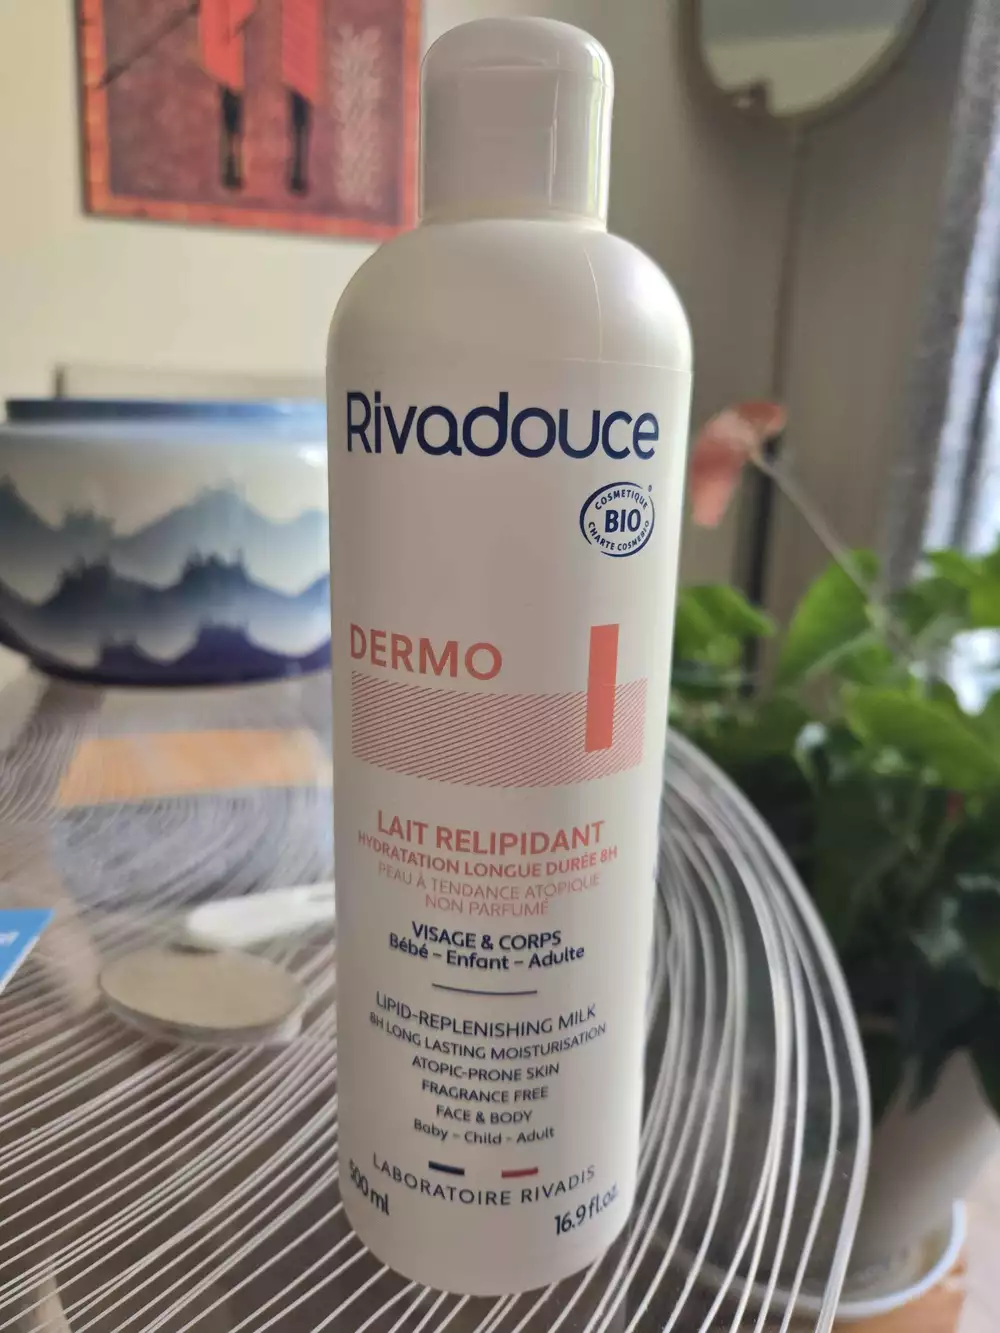 Rivadouce
COSMETIQUE
BIO
CHARTE COSMEBIO
DERMO
LAIT RELIPIDANT
HYDRATATION LONGUE DURÉE 8H
PEAU À TENDANCE ATOPIQUE
NON PARFUMÉ
VISAGE & CORPS
Bébé - Enfant - Adulte
LIPID-REPLENISHING MILK
8H LONG LASTING MOISTURISATION
ATOPIC-PRONE SKIN
FRAGRANCE FREE
FACE & BODY
Baby - Child - Adult
LABORATOIRE RIVADIS
500 ml
16.9 fl.oz.